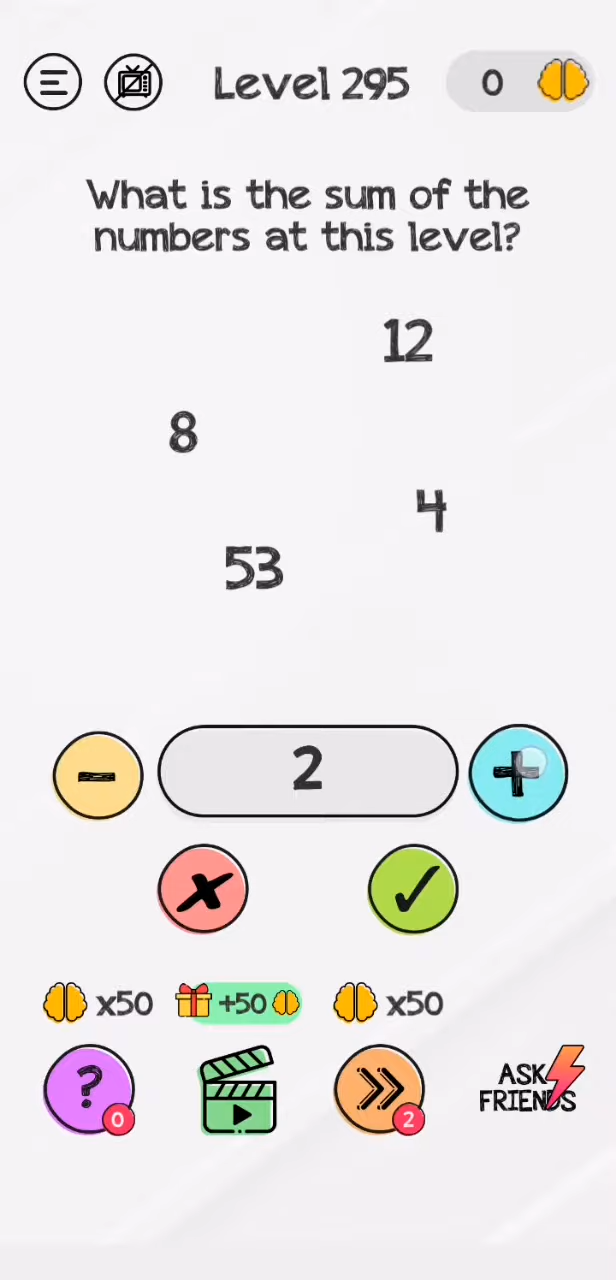 Level 295
0
What is the sum of the
numbers at this level?
12
8
4
53
- 2 +
x50 +50 x50
?
0
2
ASK
FRIENDS